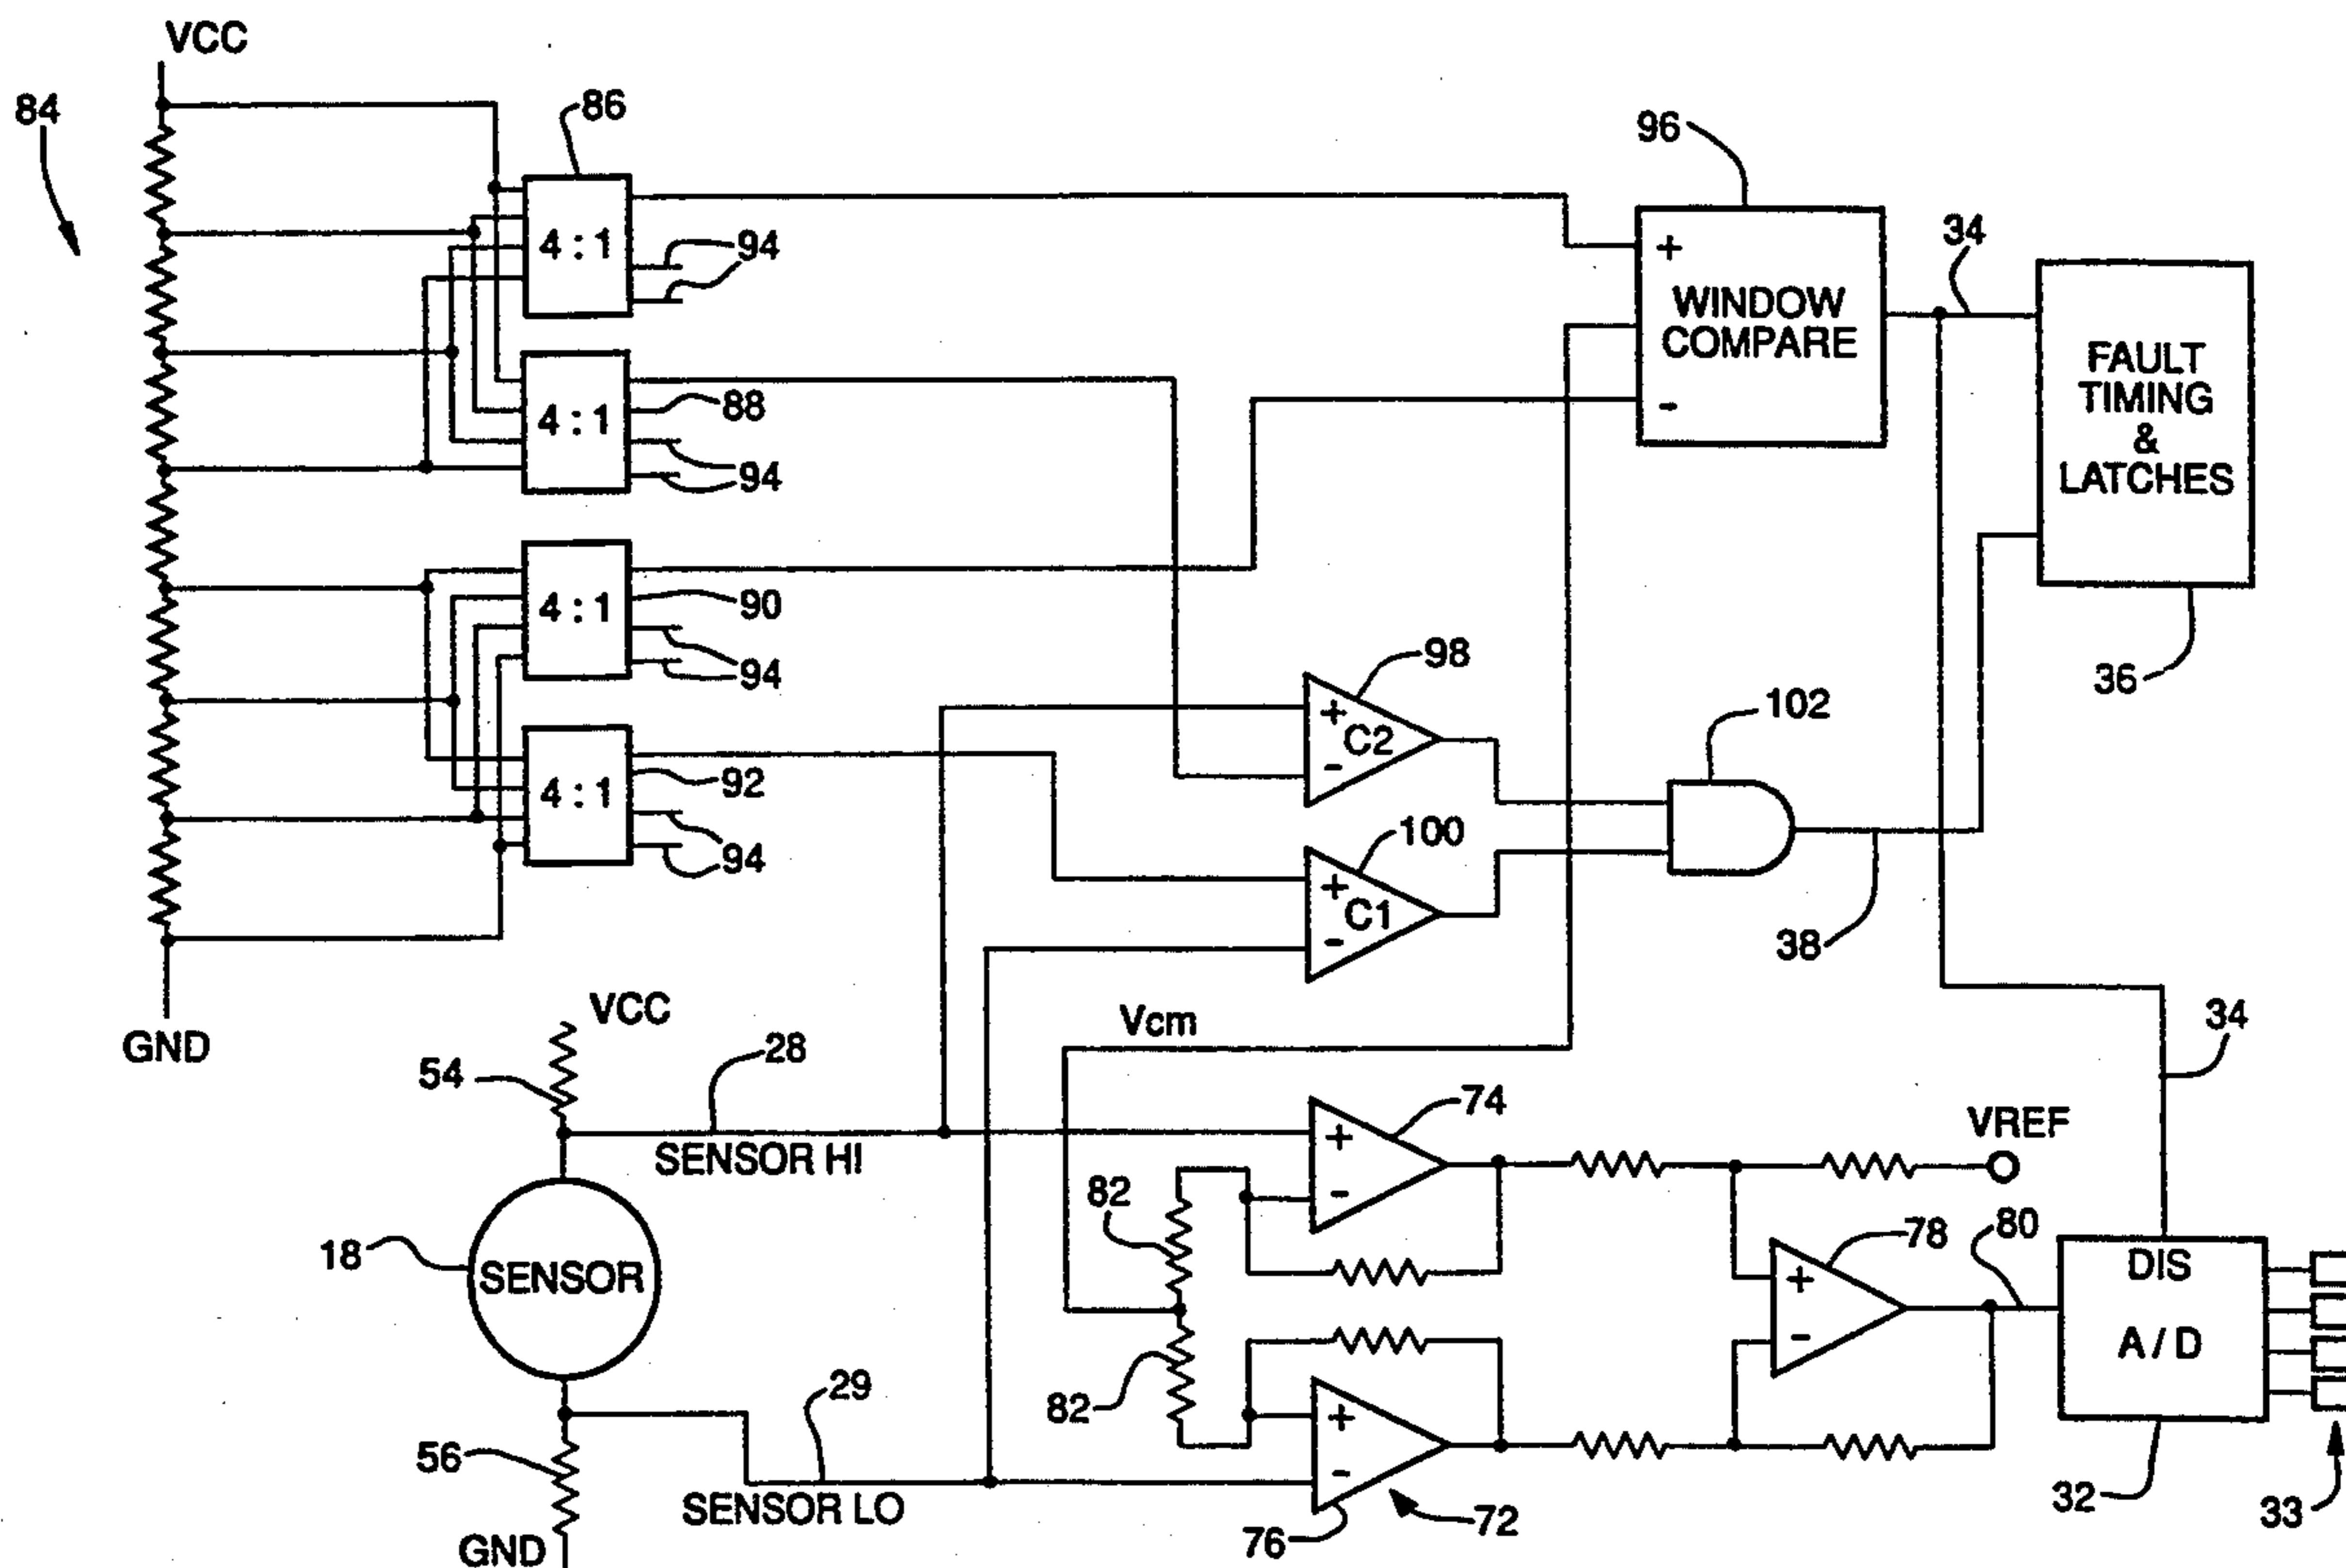 VCC
84
86
4:1
94
96
+
WINDOW
COMPARE
-
34
FAULT
TIMING
&
LATCHES
36
4:1
88
94
4:1
90
94
4:1
92
94
98
+
C2
-
100
+
C1
-
102
38
GND
VCC
54
28
SENSOR HI
Vcm
34
74
+
-
VREF
82
18
SENSOR
78
80
+
-
DIS
A/D
82
29
56
SENSOR LO
GND
+
-
76
72
32
33